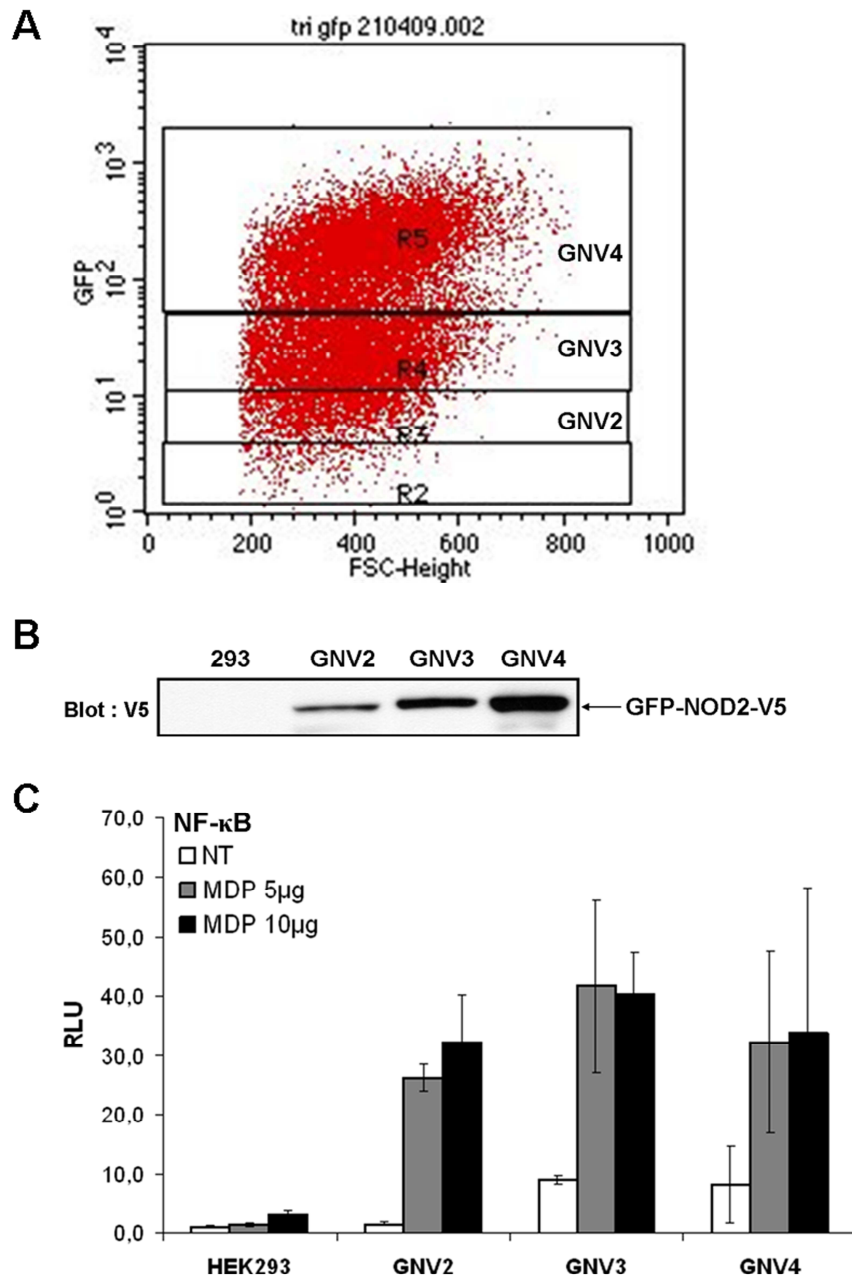 A
tri gfp 210409.002
10^4
10^3
10^2
10^1
10^0
GFP
R5
GNV4
R4
GNV3
R3
GNV2
R2
0 200 400 600 800 1000
FSC-Height
B
293 GNV2 GNV3 GNV4
Blot : V5
GFP-NOD2-V5
C
NF-κB
NT
MDP 5µg
MDP 10µg
70,0
60,0
50,0
40,0
30,0
20,0
10,0
0,0
RLU
HEK293 GNV2 GNV3 GNV4